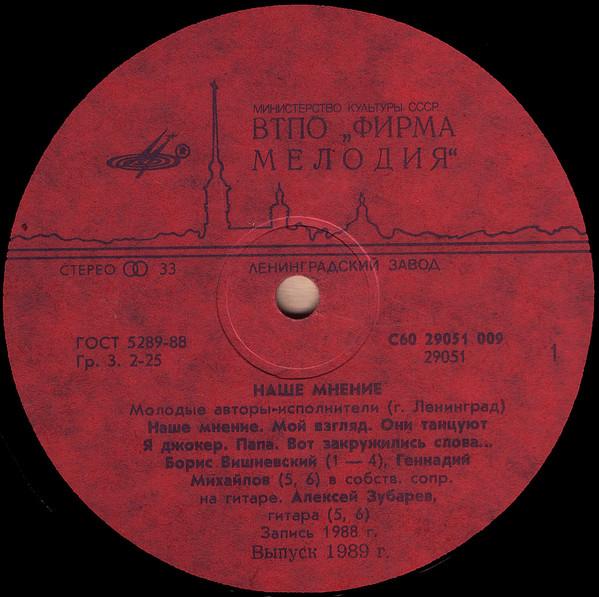 МИНИСТЕРСТВО КУЛЬТУРЫ СССР
ВТПО „ФИРМА
МЕЛОДИЯ“
®
СТЕРЕО 33
ЛЕНИНГРАДСКИЙ ЗАВОД
ГОСТ 5289-88
Гр. 3. 2-25
С60 29051 009
29051
1
НАШЕ МНЕНИЕ
Молодые авторы-исполнители (г. Ленинград)
Наше мнение. Мой взгляд. Они танцуют
Я джокер. Папа. Вот закружились слова...
Борис Вишневский (1 — 4), Геннадий
Михайлов (5, 6) в собств. сопр.
на гитаре. Алексей Зубарев,
гитара (5, 6)
Запись 1988 г.
Выпуск 1989 г.